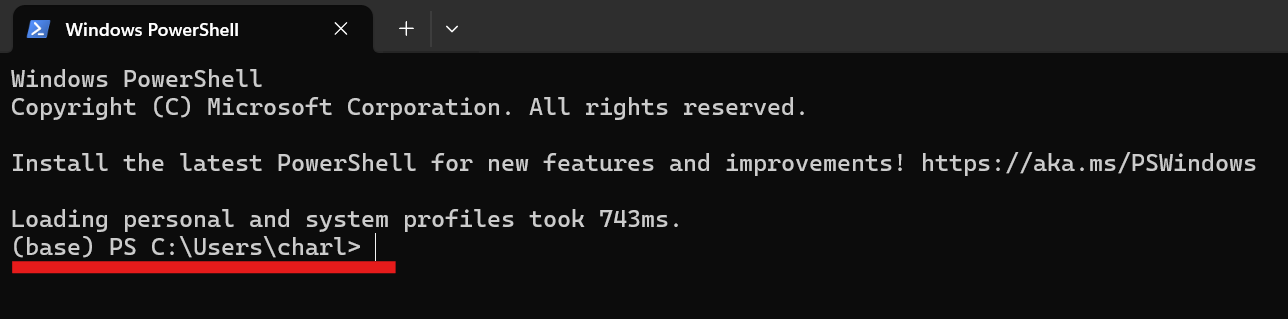 Windows PowerShell
Windows PowerShell
Copyright (C) Microsoft Corporation. All rights reserved.
Install the latest PowerShell for new features and improvements! https://aka.ms/PSWindows
Loading personal and system profiles took 743ms.
(base) PS C:\Users\charl>